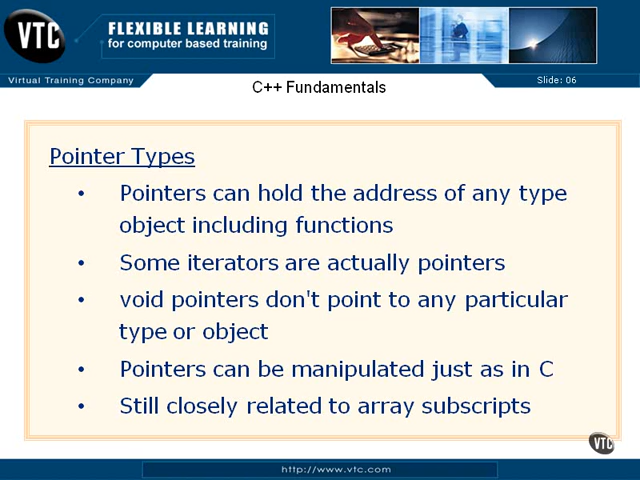 VTC
FLEXIBLE LEARNING
for computer based training
Virtual Training Company
C++ Fundamentals
Slide: 06
Pointer Types
• Pointers can hold the address of any type
object including functions
• Some iterators are actually pointers
• void pointers don't point to any particular
type or object
• Pointers can be manipulated just as in C
• Still closely related to array subscripts
VTC
http://www.vtc.com